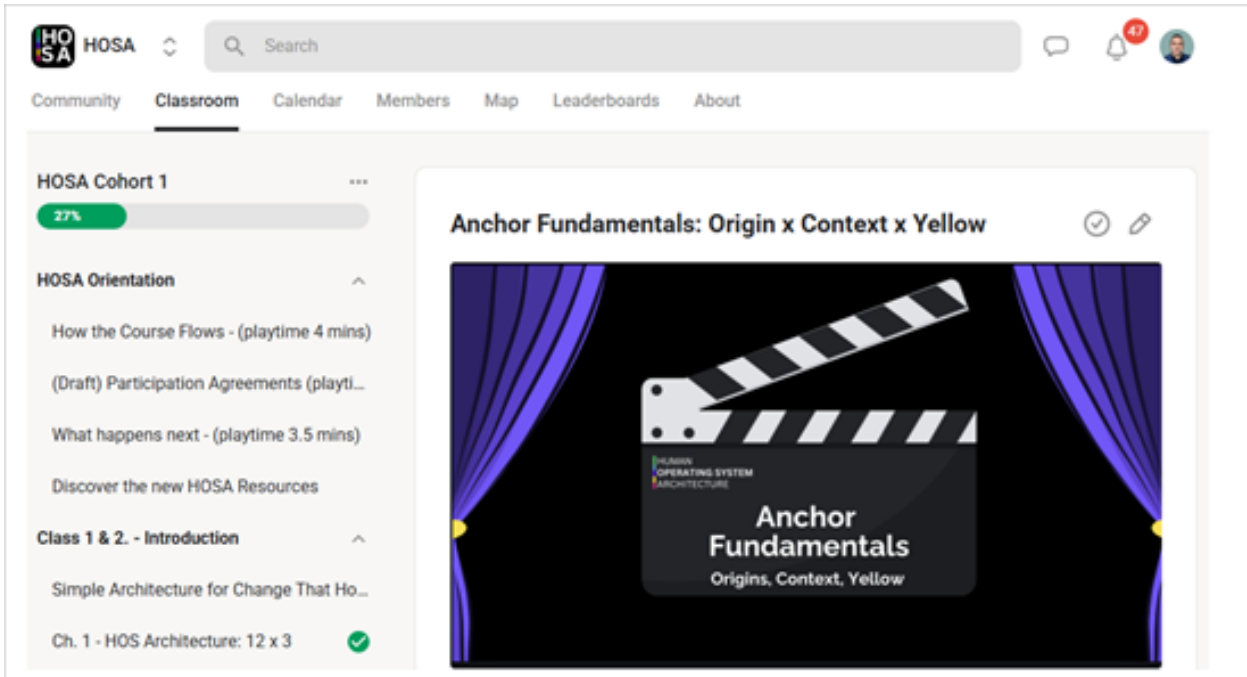 HO
SA
HOSA
Search
47
Community Classroom Calendar Members Map Leaderboards About
HOSA Cohort 1
27%
HOSA Orientation
How the Course Flows - (playtime 4 mins)
(Draft) Participation Agreements (playti...
What happens next - (playtime 3.5 mins)
Discover the new HOSA Resources
Class 1 & 2. - Introduction
Simple Architecture for Change That Ho...
Ch. 1 - HOS Architecture: 12 x 3
Anchor Fundamentals: Origin x Context x Yellow
HUMAN
OPERATING SYSTEM
ARCHITECTURE
Anchor
Fundamentals
Origins, Context, Yellow